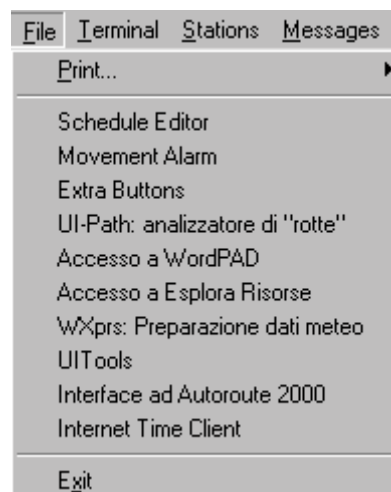 File Terminal Stations Messages
Print...
Schedule Editor
Movement Alarm
Extra Buttons
UI-Path: analizzatore di "rotte"
Accesso a WordPAD
Accesso a Esplora Risorse
WXprs: Preparazione dati meteo
UITools
Interface ad Autoroute 2000
Internet Time Client
Exit